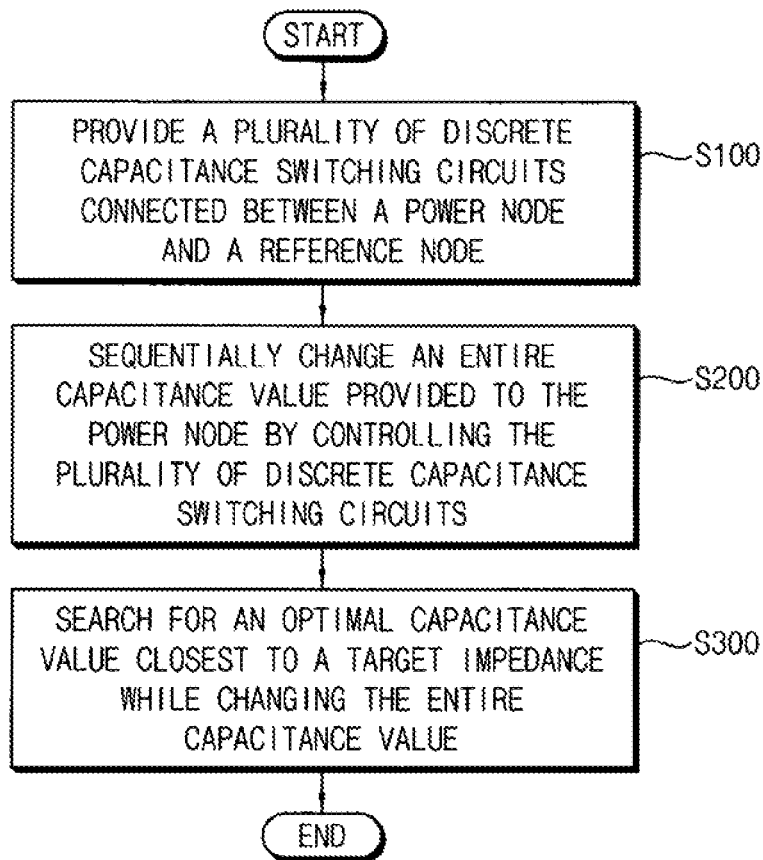 START
PROVIDE A PLURALITY OF DISCRETE
CAPACITANCE SWITCHING CIRCUITS
CONNECTED BETWEEN A POWER NODE
AND A REFERENCE NODE
S100
SEQUENTIALLY CHANGE AN ENTIRE
CAPACITANCE VALUE PROVIDED TO THE
POWER NODE BY CONTROLLING THE
PLURALITY OF DISCRETE CAPACITANCE
SWITCHING CIRCUITS
S200
SEARCH FOR AN OPTIMAL CAPACITANCE
VALUE CLOSEST TO A TARGET IMPEDANCE
WHILE CHANGING THE ENTIRE
CAPACITANCE VALUE
S300
END